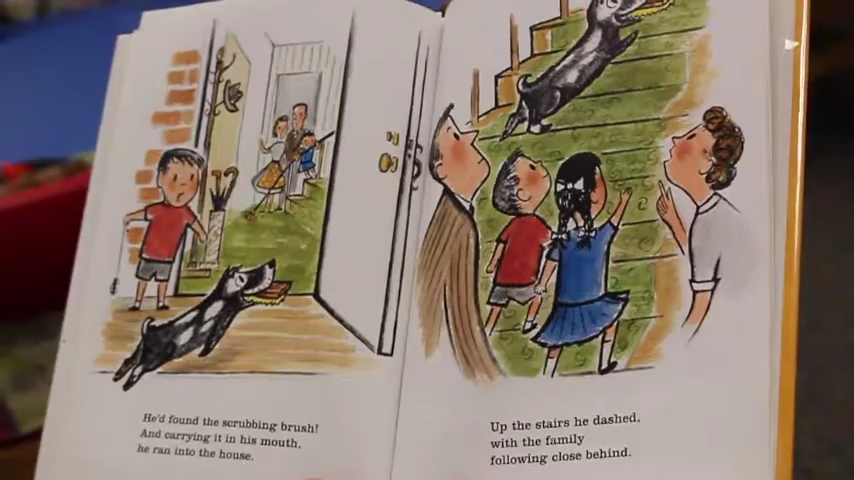 He'd found the scrubbing brush!
And carrying it in his mouth,
he ran into the house.
Up the stairs he dashed,
with the family
following close behind.